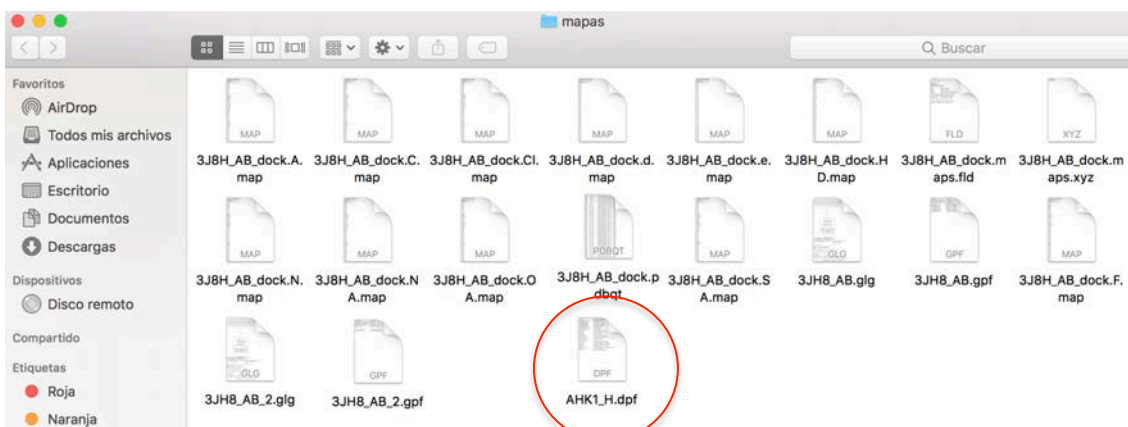 mapas
Buscar
Favoritos
AirDrop
Todos mis archivos
Aplicaciones
Escritorio
Documentos
Descargas
Dispositivos
Disco remoto
Compartido
Etiquetas
Roja
Naranja
MAP MAP MAP MAP MAP MAP FLD XYZ
3J8H_AB_dock.A. 3J8H_AB_dock.C. 3J8H_AB_dock.Cl. 3J8H_AB_dock.d. 3J8H_AB_dock.e. 3J8H_AB_dock.H 3J8H_AB_dock.m 3J8H_AB_dock.m
map map map map map D.map aps.fld aps.xyz
MAP MAP MAP PDBQT MAP GLG GPF MAP
3J8H_AB_dock.N. 3J8H_AB_dock.N 3J8H_AB_dock.O 3J8H_AB_dock.p 3J8H_AB_dock.S 3JH8_AB.glg 3JH8_AB.gpf 3J8H_AB_dock.F.
map A.map A.map dbqt A.map map
GLG GPF DPF
3JH8_AB_2.glg 3JH8_AB_2.gpf AHK1_H.dpf